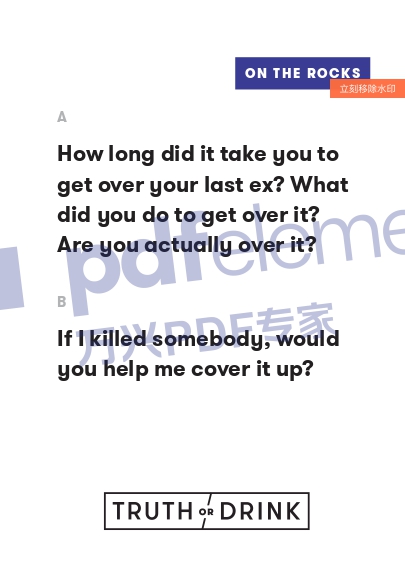 ON THE ROCKS
立刻移除水印
A
How long did it take you to
get over your last ex? What
did you do to get over it?
Are you actually over it?
pdfeleme
B
If I killed somebody, would
you help me cover it up?
万兴PDF专家
TRUTH OR DRINK